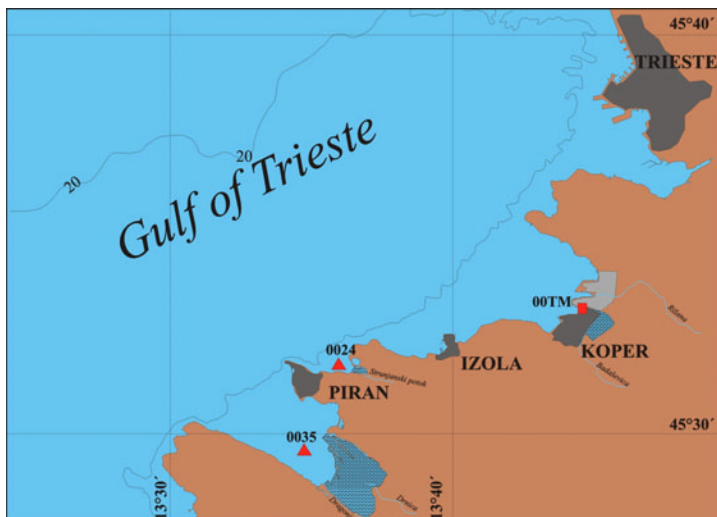 45°40´
TRIESTE
20
20
Gulf of Trieste
00TM
Rižana
KOPER
IZOLA
Badaševica
0024
Strunjanski potok
PIRAN
0035
45°30´
13°30´
13°40´
Drnica